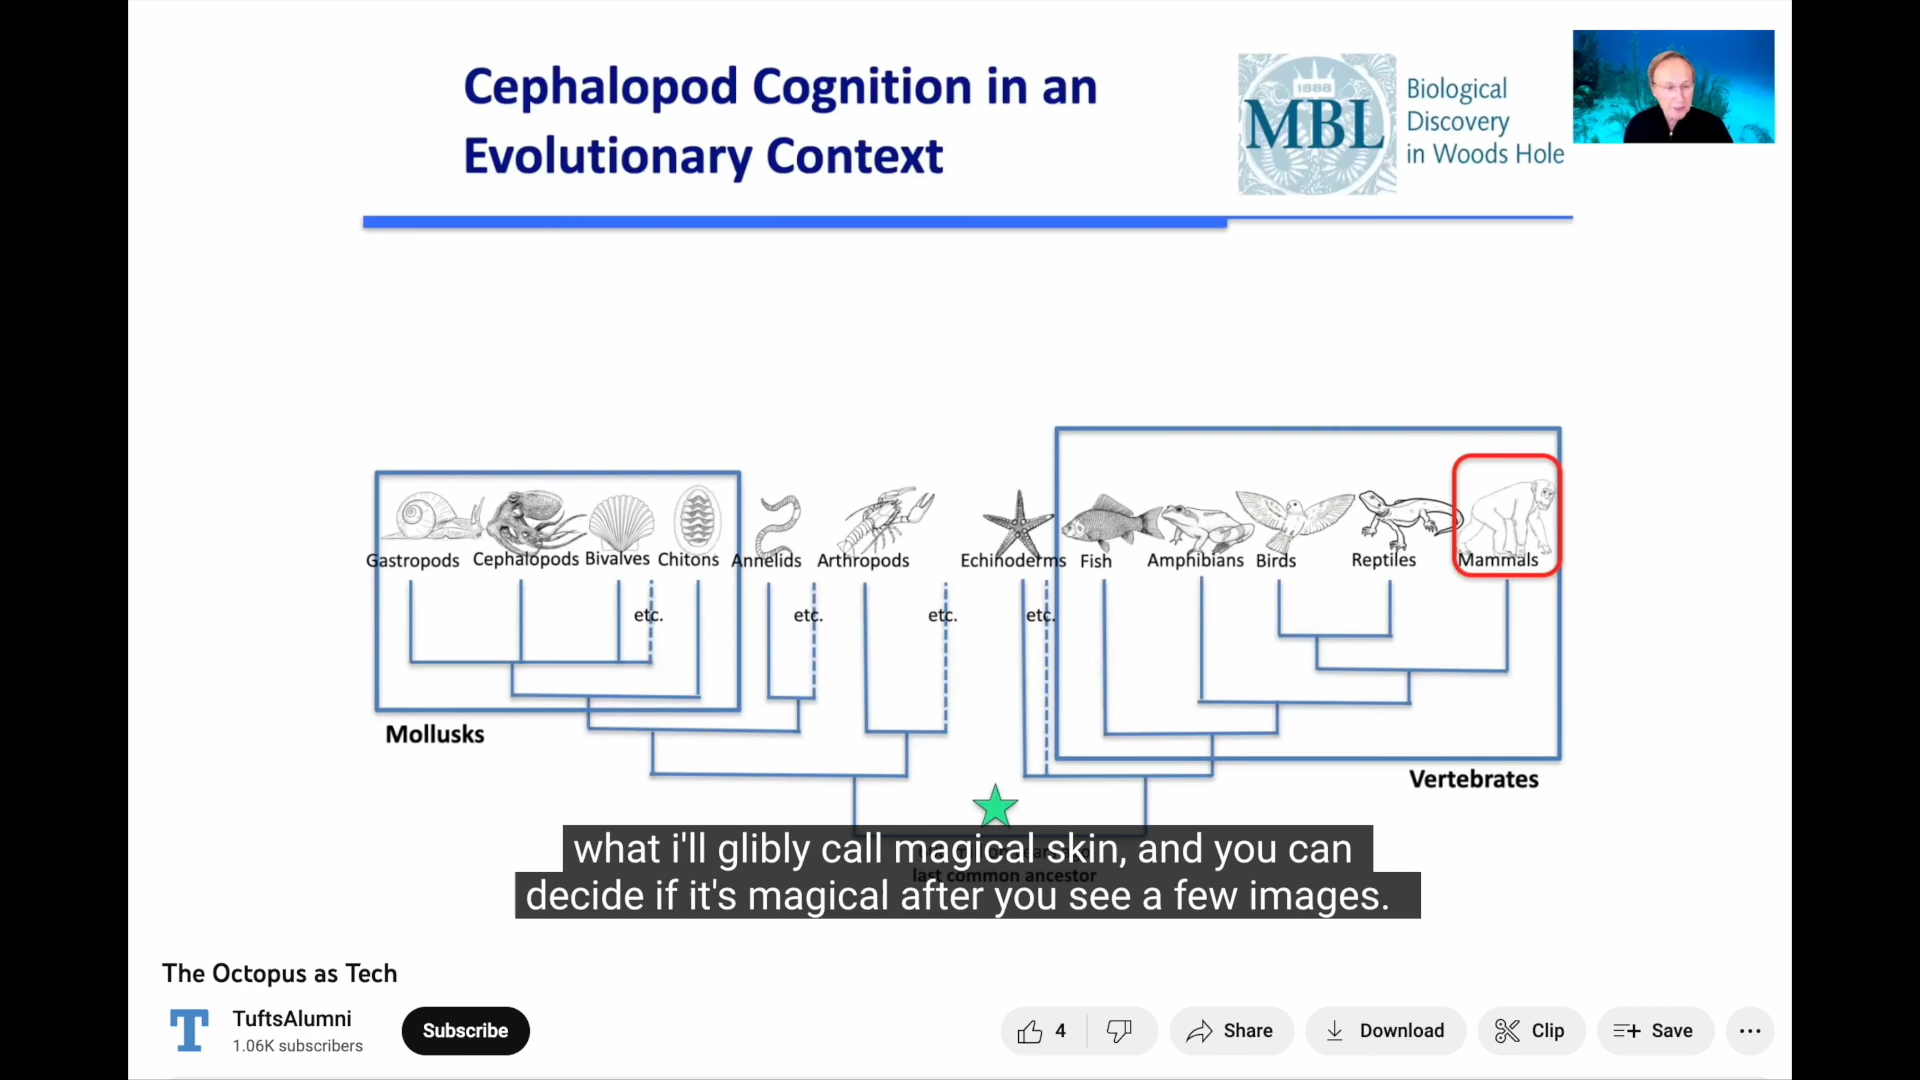 Cephalopod Cognition in an
Evolutionary Context
1888
MBL
Biological
Discovery
in Woods Hole
Gastropods Cephalopods Bivalves Chitons Annelids Arthropods Echinoderms Fish Amphibians Birds Reptiles Mammals
etc. etc. etc. etc.
Mollusks
Vertebrates
last common ancestor
what i'll glibly call magical skin, and you can
decide if it's magical after you see a few images.
The Octopus as Tech
TuftsAlumni
1.06K subscribers
Subscribe
4
Share
Download
Clip
Save